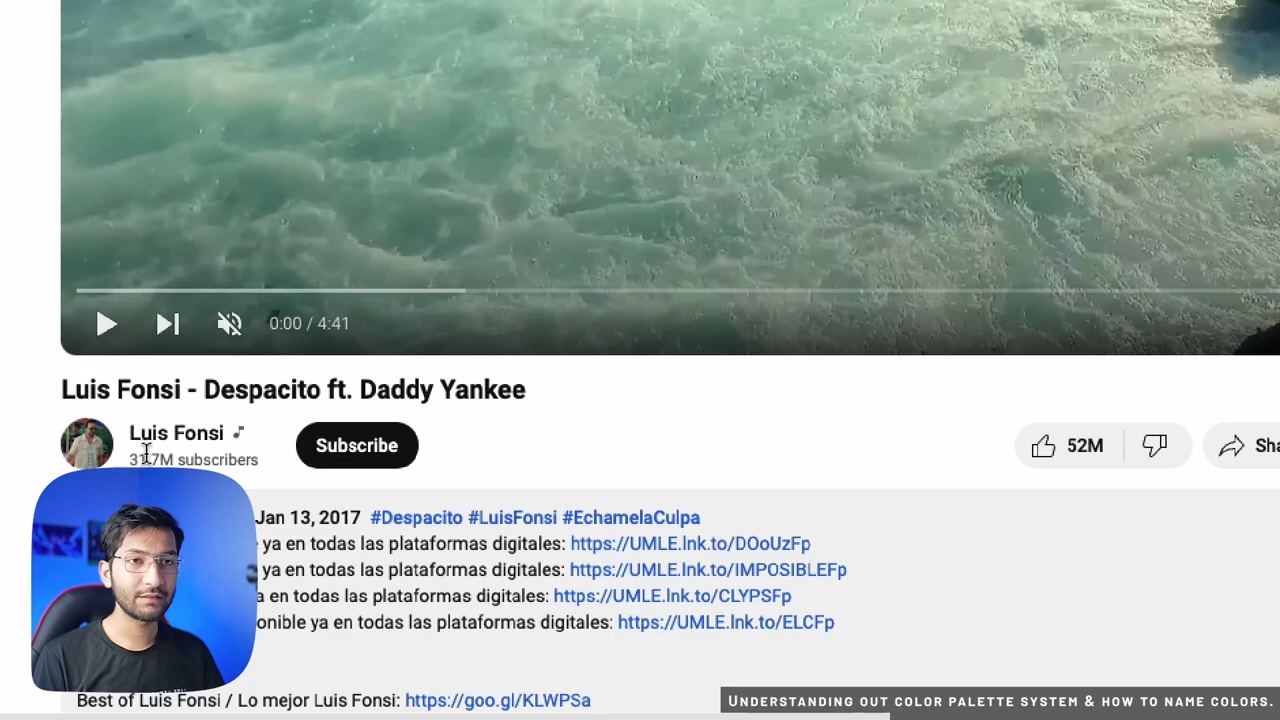 0:00 / 4:41
Luis Fonsi - Despacito ft. Daddy Yankee
Luis Fonsi
31.7M subscribers
Subscribe
52M
Sha
Jan 13, 2017 #Despacito #LuisFonsi #EchamelaCulpa
ya en todas las plataformas digitales: https://UMLE.lnk.to/DOoUzFp
ya en todas las plataformas digitales: https://UMLE.lnk.to/IMPOSIBLEFp
a en todas las plataformas digitales: https://UMLE.lnk.to/CLYPSFp
onible ya en todas las plataformas digitales: https://UMLE.lnk.to/ELCFp
Best of Luis Fonsi / Lo mejor Luis Fonsi: https://goo.gl/KLWPSa
Understanding out color palette system & how to name colors.